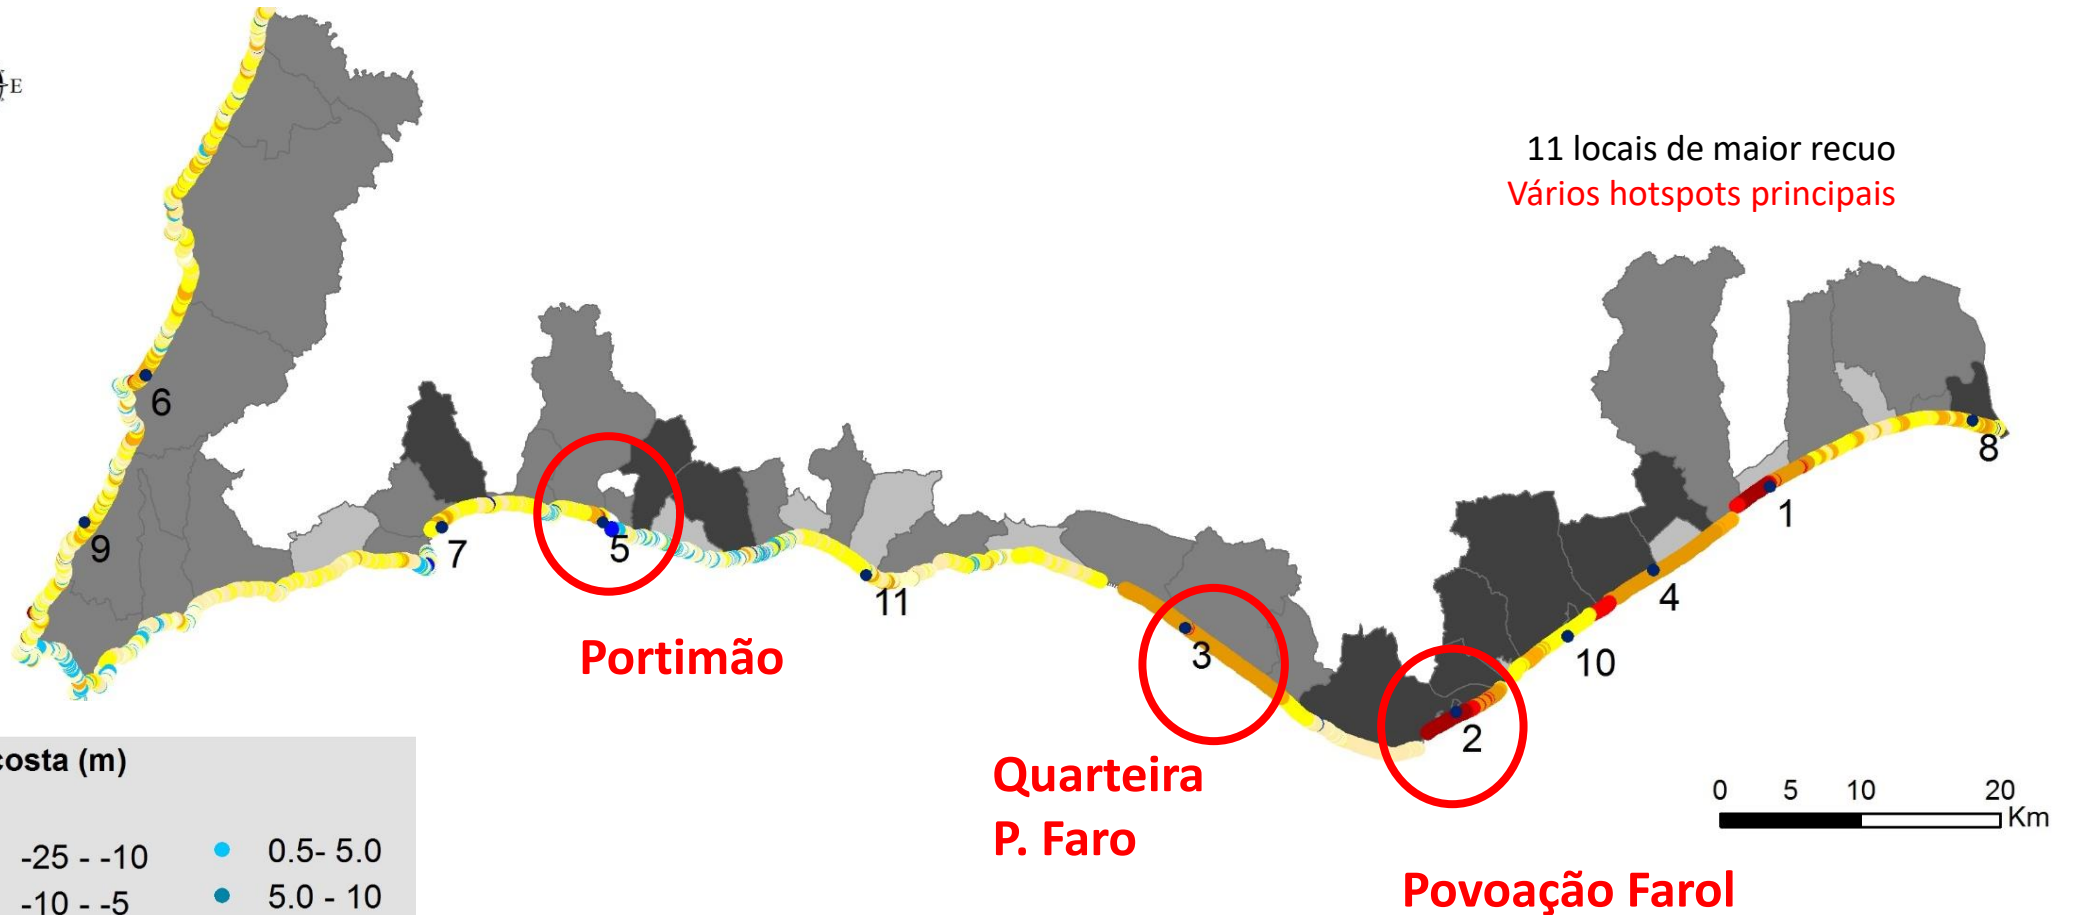 E
11 locais de maior recuo
Vários hotspots principais
6
8
1
9
7
5
4
11
3
10
Portimão
2
Quarteira
P. Faro
0 5 10 20
Km
costa (m)
-25 - -10 0.5- 5.0
-10 - -5 5.0 - 10
Povoação Farol